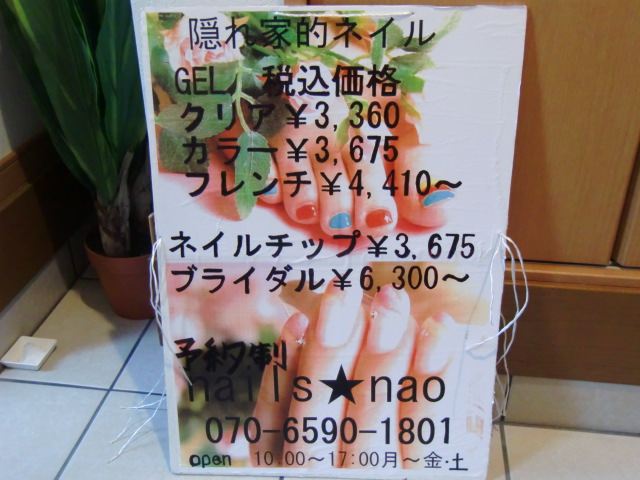 隠れ家的ネイル
GEL 税込価格
クリア￥3,360
カラー￥3,675
フレンチ￥4,410〜
ネイルチップ￥3,675
ブライダル￥6,300〜
予約制
nails★nao
070-6590-1801
open 10:00〜17:00月〜金・土